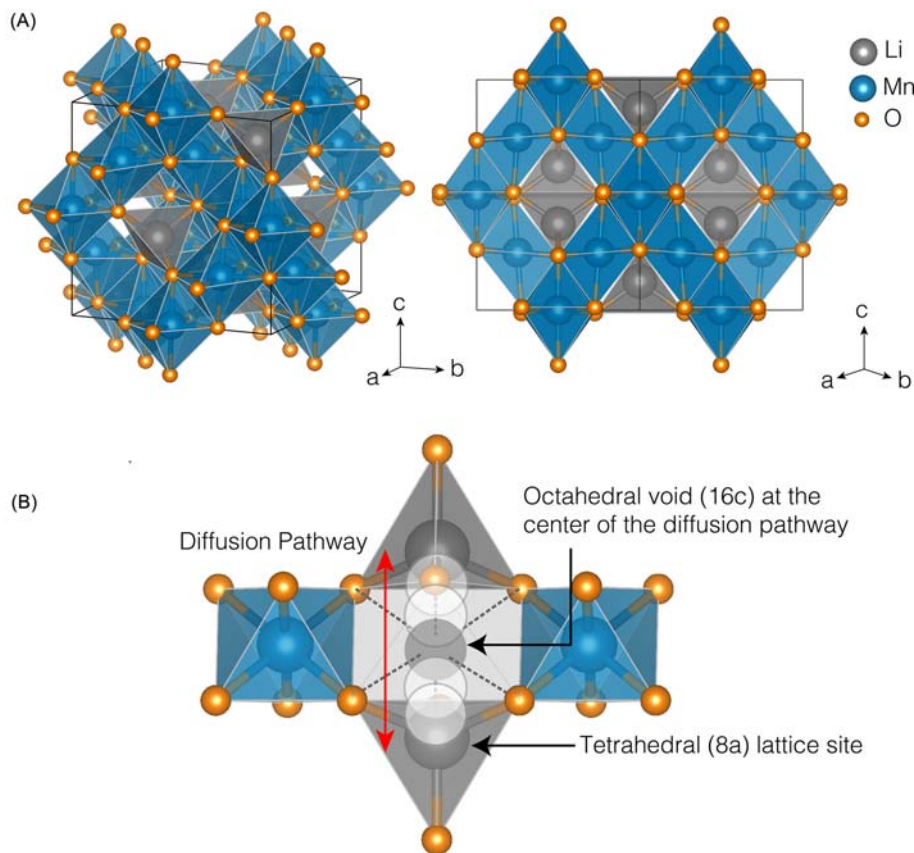 (A)
Li
Mn
O
c
a
b
c
a
b
(B)
Octahedral void (16c) at the
center of the diffusion pathway
Diffusion Pathway
Tetrahedral (8a) lattice site